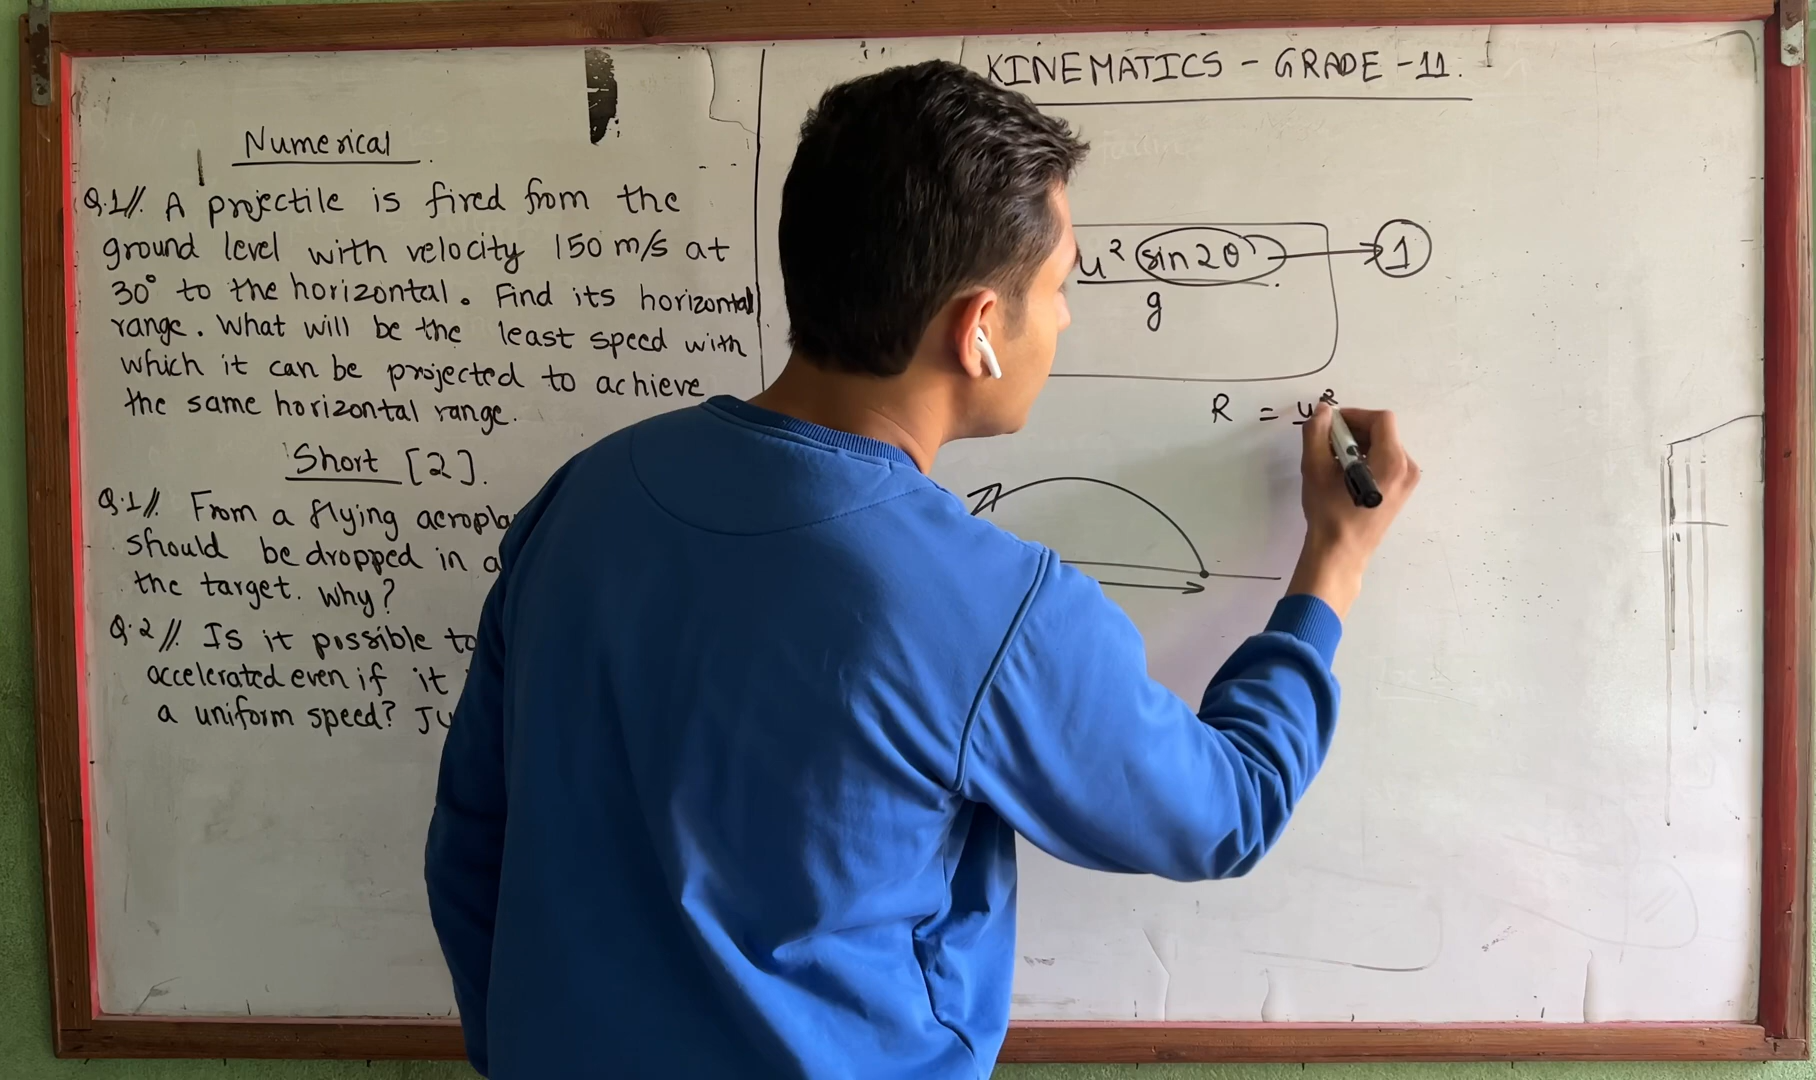 KINEMATICS - GRADE - 11.
Numerical
Q.1//. A projectile is fired from the
ground level with velocity 150 m/s at
30° to the horizontal. Find its horizontal
range. What will be the least speed with
which it can be projected to achieve
the same horizontal range.
Short [2].
Q.1//. From a flying aeropla
should be dropped in a
the target. Why?
Q.2//. Is it possible to
accelerated even if it
a uniform speed? Ju
u² sin2θ → 1
g
R = u²